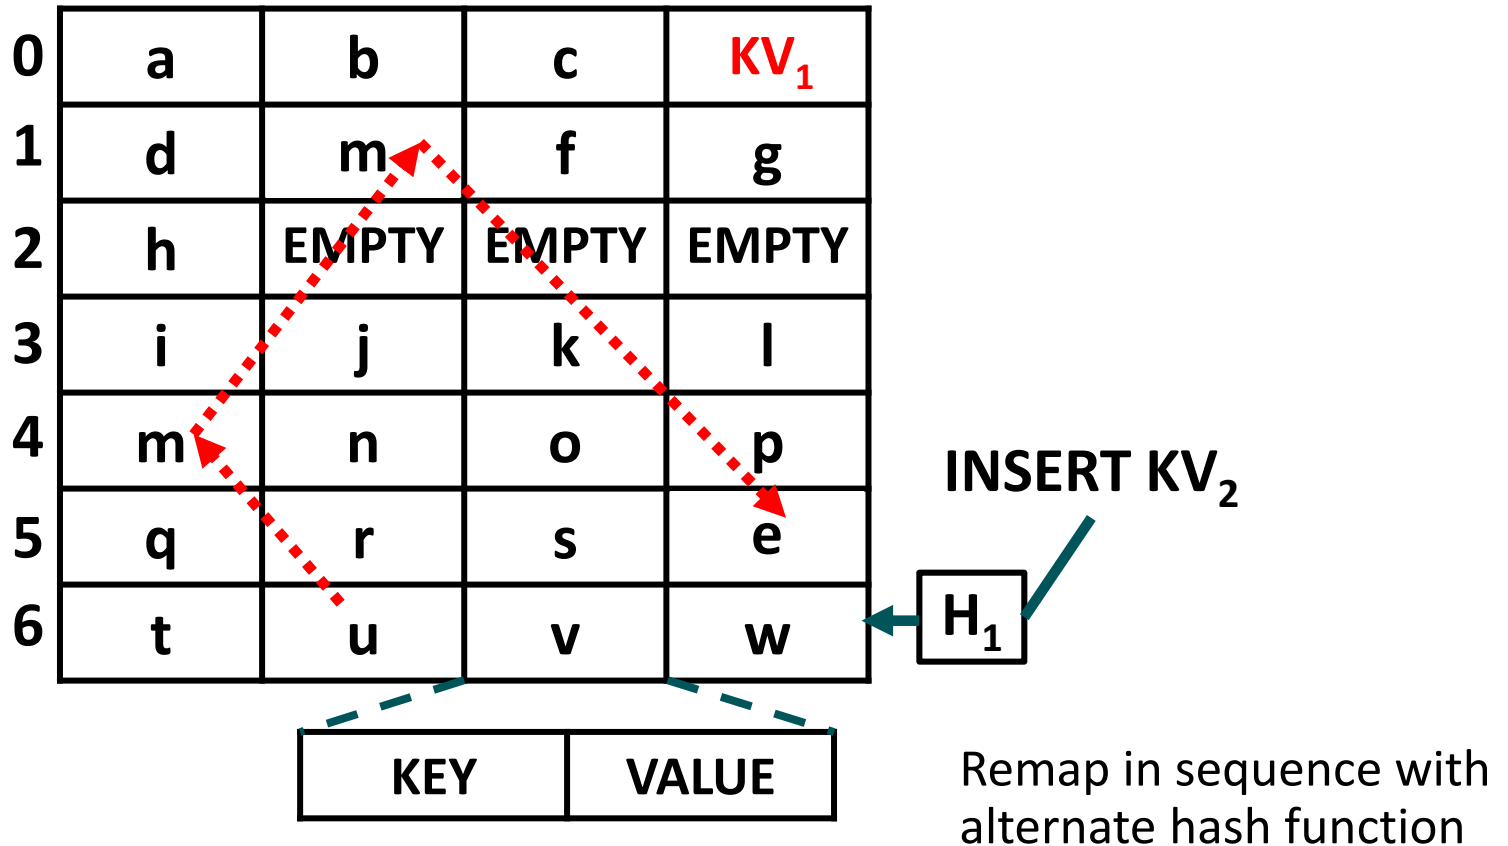 0 a b c KV₁
1 d m f g
2 h EMPTY EMPTY EMPTY
3 i j k l
4 m n o p
5 q r s e
6 t u v w
INSERT KV₂
H₁
KEY VALUE
Remap in sequence with
alternate hash function